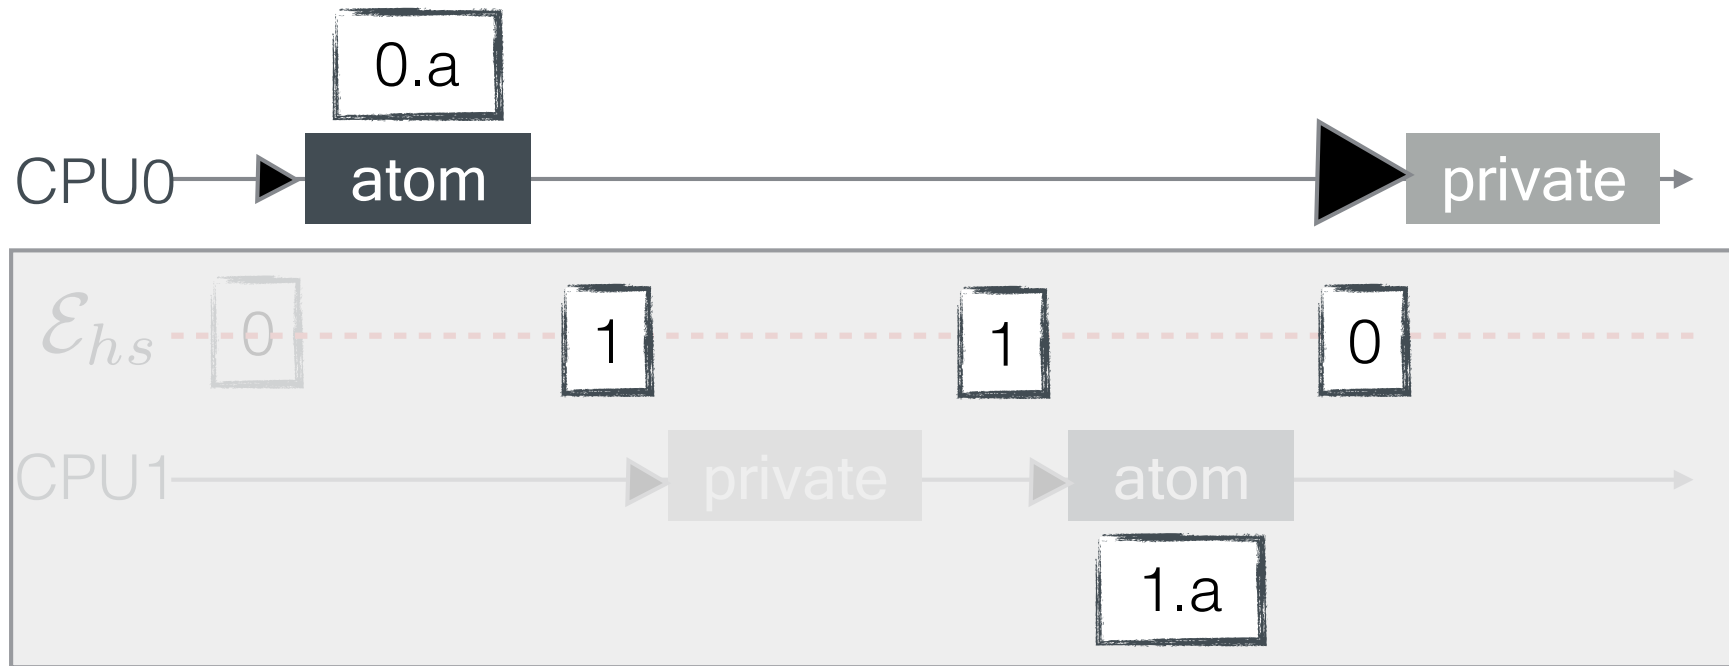 0.a
CPU0 atom private
ℰhs 0 1 1 0
CPU1 private atom
1.a